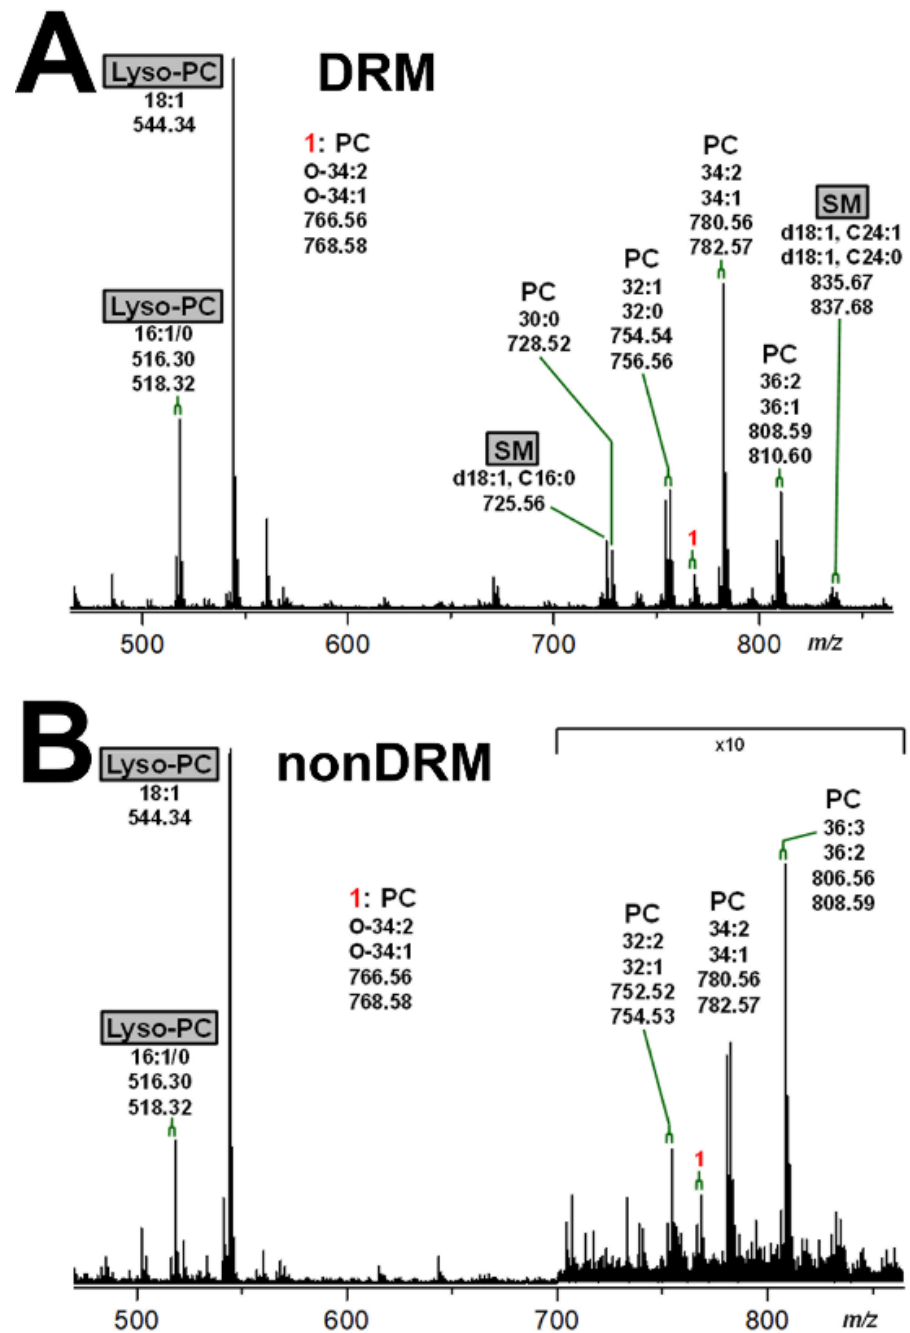 A
DRM
Lyso-PC
18:1
544.34
1: PC
O-34:2
O-34:1
766.56
768.58
Lyso-PC
16:1/0
516.30
518.32
SM
d18:1, C16:0
725.56
PC
30:0
728.52
PC
32:1
32:0
754.54
756.56
1
PC
34:2
34:1
780.56
782.57
PC
36:2
36:1
808.59
810.60
SM
d18:1, C24:1
d18:1, C24:0
835.67
837.68
500 600 700 800 m/z
B
nonDRM
x10
Lyso-PC
18:1
544.34
1: PC
O-34:2
O-34:1
766.56
768.58
Lyso-PC
16:1/0
516.30
518.32
PC
32:2
32:1
752.52
754.53
1
PC
34:2
34:1
780.56
782.57
PC
36:3
36:2
806.56
808.59
500 600 700 800 m/z